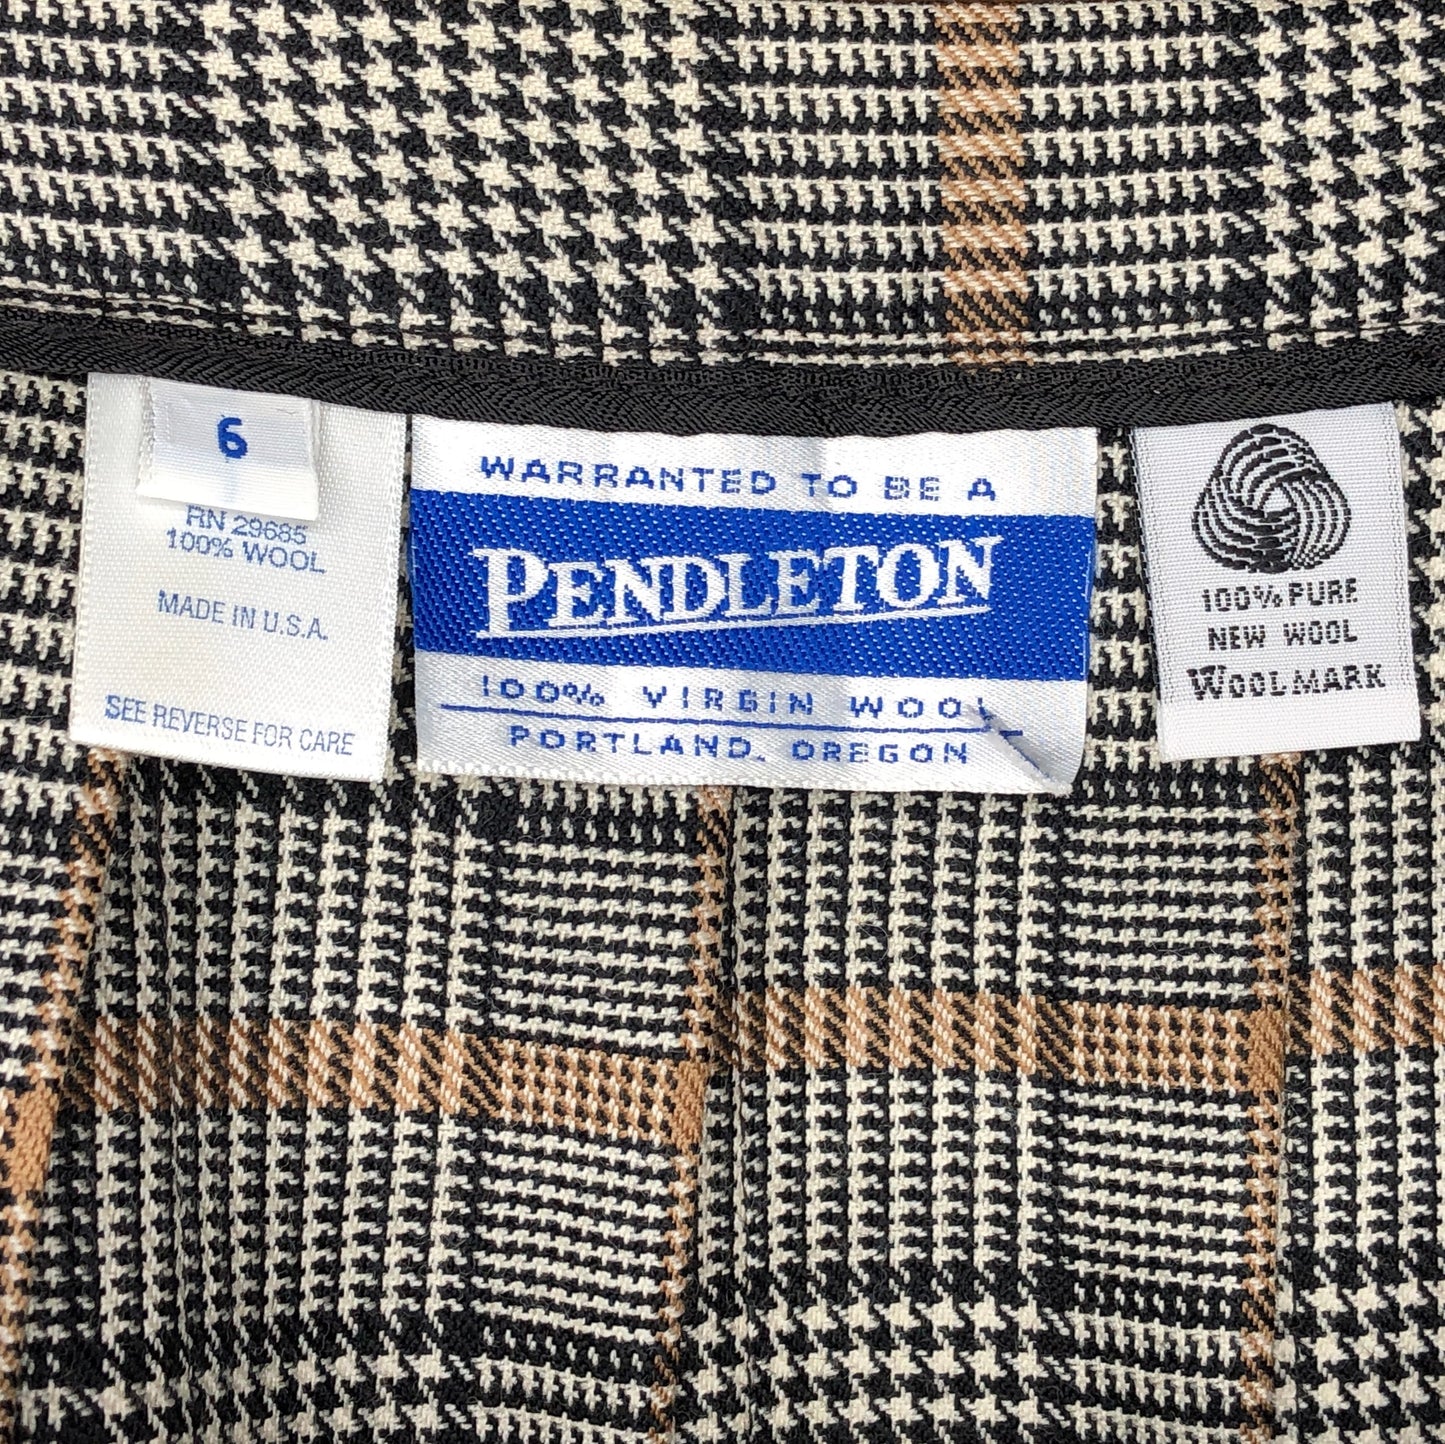 6
RN 29685
100% WOOL
MADE IN U.S.A.
SEE REVERSE FOR CARE
WARRANTED TO BE A
PENDLETON
100% VIRGIN WOOL
PORTLAND, OREGON
100% PURE
NEW WOOL
WOOLMARK